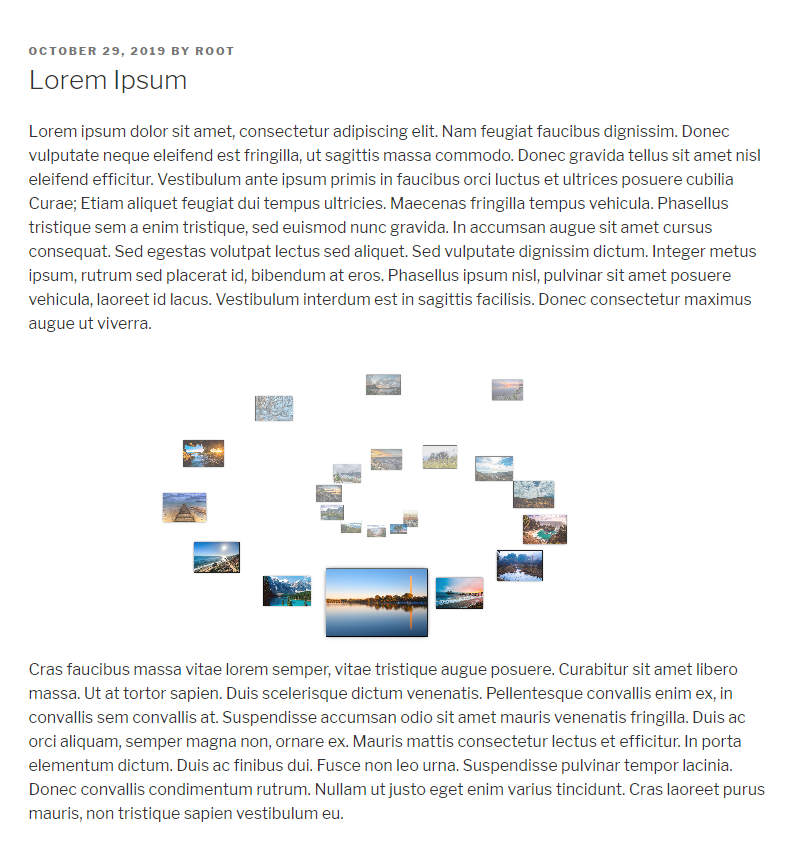 OCTOBER 29, 2019 BY ROOT
Lorem Ipsum
Lorem ipsum dolor sit amet, consectetur adipiscing elit. Nam feugiat faucibus dignissim. Donec
vulputate neque eleifend est fringilla, ut sagittis massa commodo. Donec gravida tellus sit amet nisl
eleifend efficitur. Vestibulum ante ipsum primis in faucibus orci luctus et ultrices posuere cubilia
Curae; Etiam aliquet feugiat dui tempus ultricies. Maecenas fringilla tempus vehicula. Phasellus
tristique sem a enim tristique, sed euismod nunc gravida. In accumsan augue sit amet cursus
consequat. Sed egestas volutpat lectus sed aliquet. Sed vulputate dignissim dictum. Integer metus
ipsum, rutrum sed placerat id, bibendum at eros. Phasellus ipsum nisl, pulvinar sit amet posuere
vehicula, laoreet id lacus. Vestibulum interdum est in sagittis facilisis. Donec consectetur maximus
augue ut viverra.
Cras faucibus massa vitae lorem semper, vitae tristique augue posuere. Curabitur sit amet libero
massa. Ut at tortor sapien. Duis scelerisque dictum venenatis. Pellentesque convallis enim ex, in
convallis sem convallis at. Suspendisse accumsan odio sit amet mauris venenatis fringilla. Duis ac
orci aliquam, semper magna non, ornare ex. Mauris mattis consectetur lectus et efficitur. In porta
elementum dictum. Duis ac finibus dui. Fusce non leo urna. Suspendisse pulvinar tempor lacinia.
Donec convallis condimentum rutrum. Nullam ut justo eget enim varius tincidunt. Cras laoreet purus
mauris, non tristique sapien vestibulum eu.